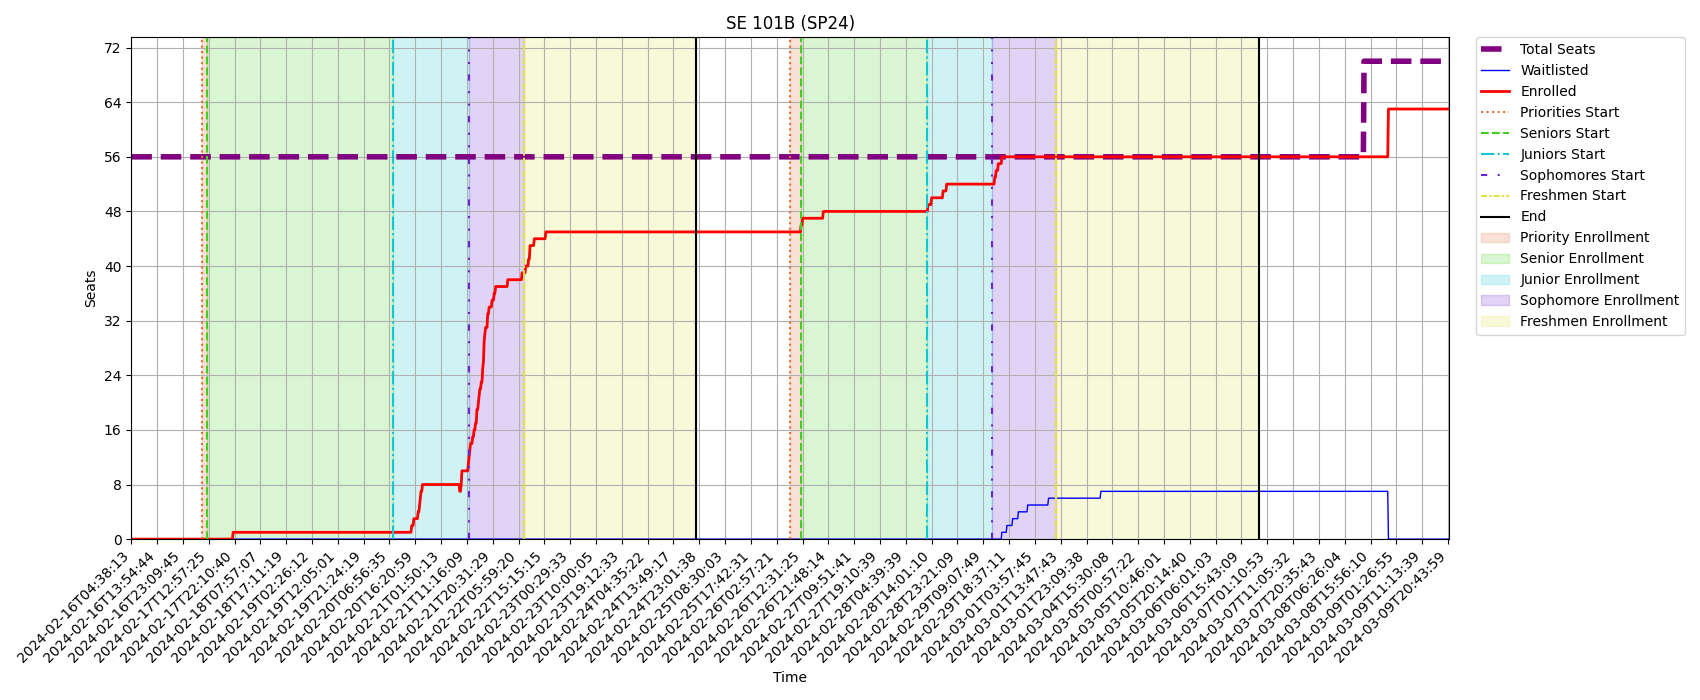 SE 101B (SP24)
Seats
72
64
56
48
40
32
24
16
8
0
2024-02-16T04:38:13
2024-02-16T13:54:44
2024-02-16T23:09:45
2024-02-17T12:57:25
2024-02-17T22:10:40
2024-02-18T07:57:07
2024-02-18T17:11:19
2024-02-19T02:26:12
2024-02-19T12:05:01
2024-02-19T21:24:19
2024-02-20T06:56:35
2024-02-20T16:20:59
2024-02-21T01:50:13
2024-02-21T11:16:09
2024-02-21T20:31:29
2024-02-22T05:59:20
2024-02-22T15:15:15
2024-02-23T00:29:33
2024-02-23T10:00:05
2024-02-23T19:12:33
2024-02-24T04:35:22
2024-02-24T13:49:17
2024-02-24T23:01:38
2024-02-25T08:30:03
2024-02-25T17:42:31
2024-02-26T02:57:21
2024-02-26T12:31:25
2024-02-26T21:48:14
2024-02-27T09:51:41
2024-02-27T19:10:39
2024-02-28T04:39:39
2024-02-28T14:01:10
2024-02-28T23:21:09
2024-02-29T09:07:49
2024-02-29T18:37:11
2024-03-01T03:57:45
2024-03-01T13:47:43
2024-03-01T23:09:38
2024-03-04T15:30:08
2024-03-05T00:57:22
2024-03-05T10:46:01
2024-03-05T20:14:40
2024-03-06T06:01:03
2024-03-06T15:43:09
2024-03-07T01:10:53
2024-03-07T11:05:32
2024-03-07T20:35:43
2024-03-08T06:26:04
2024-03-08T15:56:10
2024-03-09T01:26:55
2024-03-09T11:13:39
2024-03-09T20:43:59
Time
Total Seats
Waitlisted
Enrolled
Priorities Start
Seniors Start
Juniors Start
Sophomores Start
Freshmen Start
End
Priority Enrollment
Senior Enrollment
Junior Enrollment
Sophomore Enrollment
Freshmen Enrollment